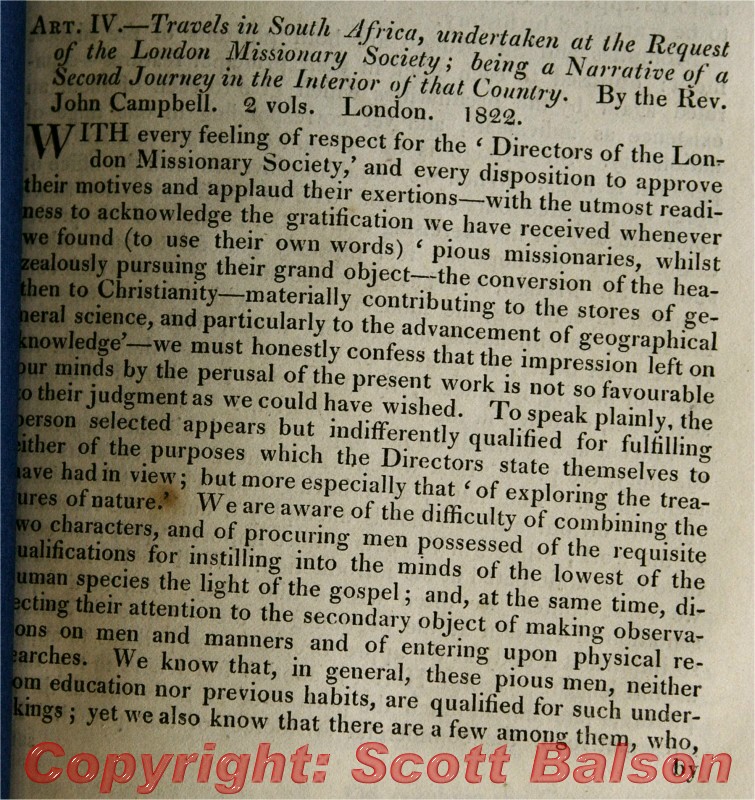 ART. IV.—Travels in South Africa, undertaken at the Request
of the London Missionary Society; being a Narrative of a
Second Journey in the Interior of that Country. By the Rev.
John Campbell. 2 vols. London. 1822.
WITH every feeling of respect for the ‘ Directors of the Lon-
don Missionary Society,’ and every disposition to approve
their motives and applaud their exertions—with the utmost readi-
ness to acknowledge the gratification we have received whenever
we found (to use their own words) ‘ pious missionaries, whilst
zealously pursuing their grand object—the conversion of the hea-
then to Christianity—materially contributing to the stores of ge-
neral science, and particularly to the advancement of geographical
knowledge’—we must honestly confess that the impression left on
our minds by the perusal of the present work is not so favourable
to their judgment as we could have wished. To speak plainly, the
person selected appears but indifferently qualified for fulfilling
either of the purposes which the Directors state themselves to
have had in view; but more especially that ‘ of exploring the trea-
ures of nature.’ We are aware of the difficulty of combining the
wo characters, and of procuring men possessed of the requisite
ualifications for instilling into the minds of the lowest of the
uman species the light of the gospel; and, at the same time, di-
ecting their attention to the secondary object of making observa-
ons on men and manners and of entering upon physical re-
earches. We know that, in general, these pious men, neither
om education nor previous habits, are qualified for such under-
kings; yet we also know that there are a few among them, who,
by
Copyright: Scott Balson